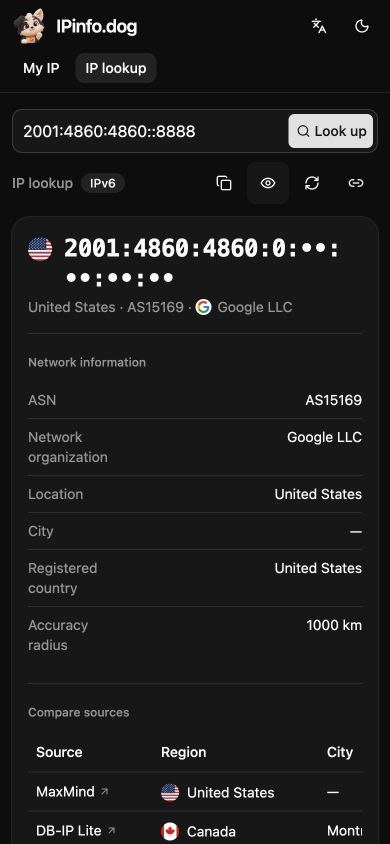 IPinfo.dog
My IP
IP lookup
2001:4860:4860::8888
Look up
IP lookup
IPv6
2001:4860:4860:0:••:
••:••:••
United States · AS15169 · Google LLC
Network information
ASN
AS15169
Network
organization
Google LLC
Location
United States
City
—
Registered
country
United States
Accuracy
radius
1000 km
Compare sources
Source Region City
MaxMind ↗ United States —
DB-IP Lite ↗ Canada